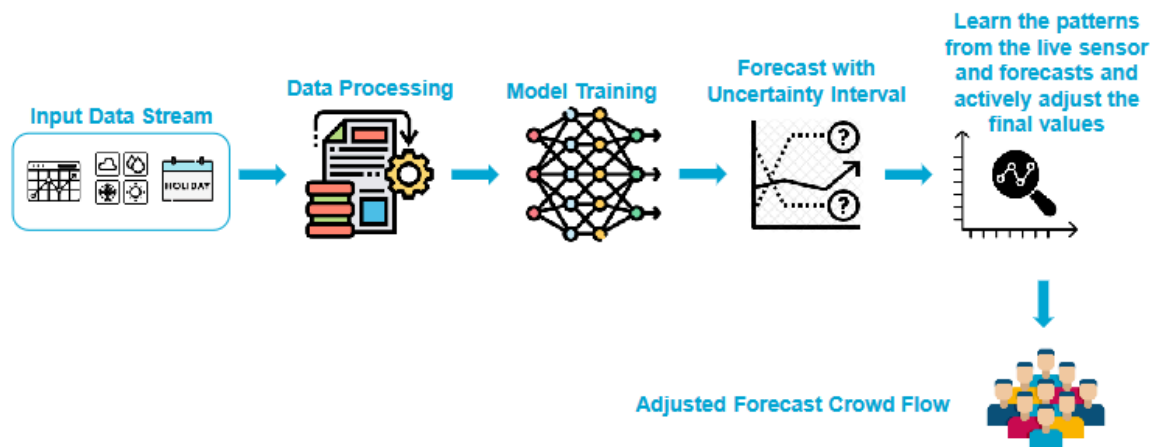 Input Data Stream
HOLIDAY
Data Processing
Model Training
Forecast with
Uncertainty Interval
?
?
Learn the patterns
from the live sensor
and forecasts and
actively adjust the
final values
Adjusted Forecast Crowd Flow